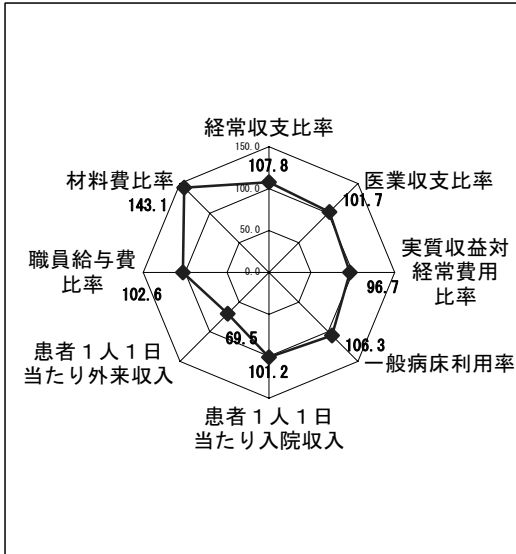 経常収支比率
150.0
107.8
材料費比率
143.1
医業収支比率
101.7
100.0
50.0
0.0
職員給与費
比率
102.6
実質収益対
経常費用
比率
96.7
患者１人１日
当たり外来収入
69.5
106.3
一般病床利用率
101.2
患者１人１日
当たり入院収入